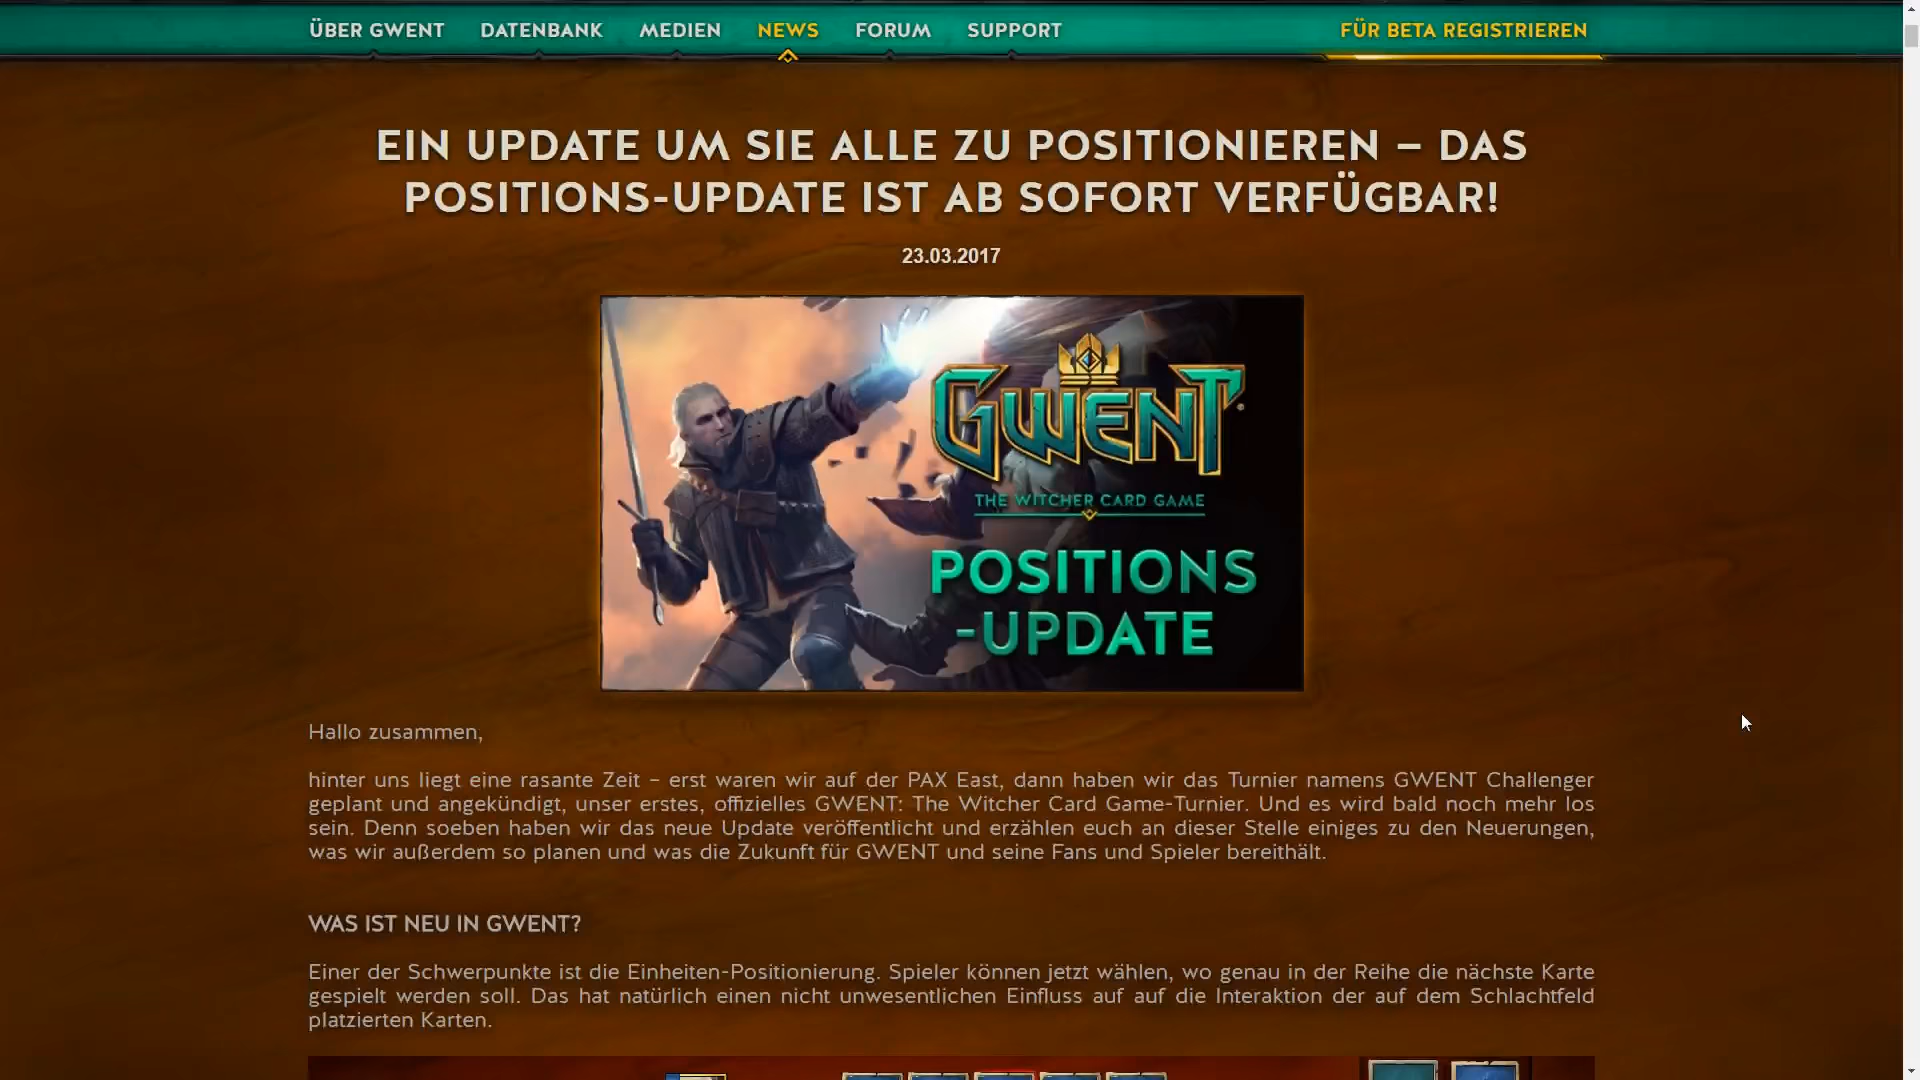 ÜBER GWENT DATENBANK MEDIEN NEWS FORUM SUPPORT FÜR BETA REGISTRIEREN
EIN UPDATE UM SIE ALLE ZU POSITIONIEREN – DAS
POSITIONS-UPDATE IST AB SOFORT VERFÜGBAR!
23.03.2017
GWENT
THE WITCHER CARD GAME
POSITIONS
-UPDATE
Hallo zusammen,
hinter uns liegt eine rasante Zeit – erst waren wir auf der PAX East, dann haben wir das Turnier namens GWENT Challenger
geplant und angekündigt, unser erstes, offizielles GWENT: The Witcher Card Game-Turnier. Und es wird bald noch mehr los
sein. Denn soeben haben wir das neue Update veröffentlicht und erzählen euch an dieser Stelle einiges zu den Neuerungen,
was wir außerdem so planen und was die Zukunft für GWENT und seine Fans und Spieler bereithält.
WAS IST NEU IN GWENT?
Einer der Schwerpunkte ist die Einheiten-Positionierung. Spieler können jetzt wählen, wo genau in der Reihe die nächste Karte
gespielt werden soll. Das hat natürlich einen nicht unwesentlichen Einfluss auf auf die Interaktion der auf dem Schlachtfeld
platzierten Karten.